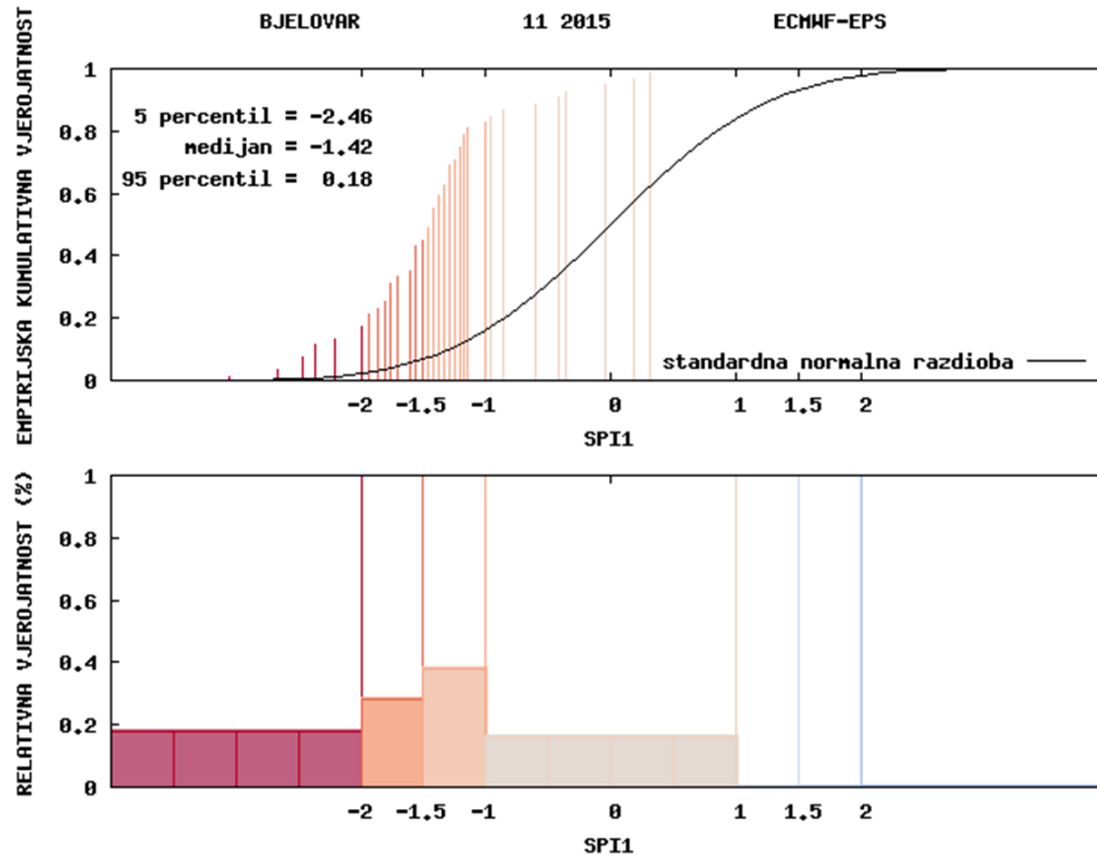 BJELOVAR 11 2015 ECMWF-EPS
EMPIRIJSKA KUMULATIVNA VJEROJATNOST
1
0.8
0.6
0.4
0.2
0
5 percentil = -2.46
medijan = -1.42
95 percentil = 0.18
standardna normalna razdioba
-2 -1.5 -1 0 1 1.5 2
SPI1
RELATIVNA VJEROJATNOST (%)
1
0.8
0.6
0.4
0.2
0
-2 -1.5 -1 0 1 1.5 2
SPI1